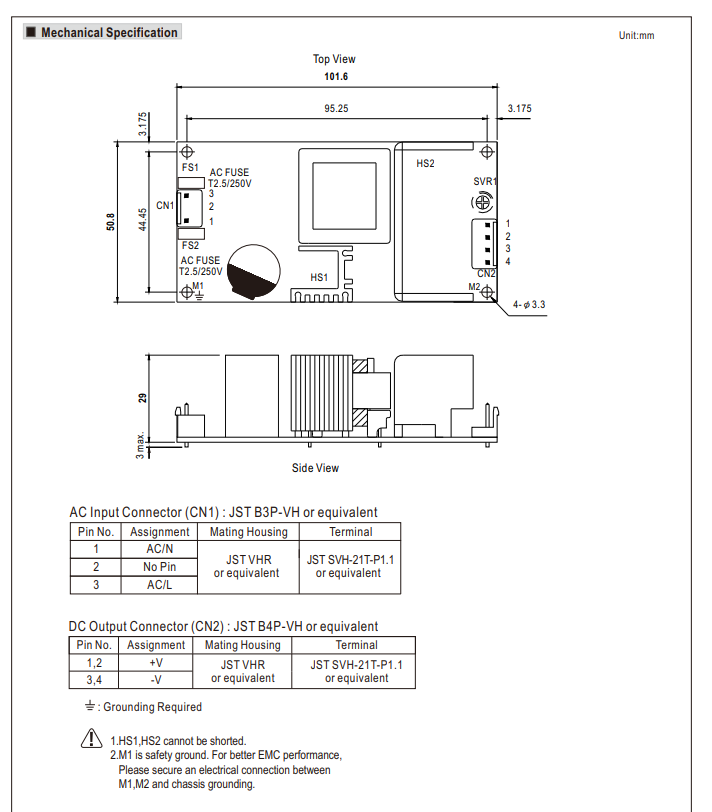 Mechanical Specification
Unit:mm
Top View
101.6
95.25
3.175
3.175
50.8
44.45
FS1
AC FUSE
T2.5/250V
CN1
3
2
1
FS2
AC FUSE
T2.5/250V
M1
HS1
HS2
SVR1
1
2
3
4
CN2
M2
4- ϕ 3.3
29
3 max.
Side View
AC Input Connector (CN1) : JST B3P-VH or equivalent
Pin No. Assignment Mating Housing Terminal
1 AC/N
2 No Pin
3 AC/L
JST VHR
or equivalent
JST SVH-21T-P1.1
or equivalent
DC Output Connector (CN2) : JST B4P-VH or equivalent
Pin No. Assignment Mating Housing Terminal
1,2 +V
3,4 -V
JST VHR
or equivalent
JST SVH-21T-P1.1
or equivalent
⏚ : Grounding Required
1.HS1,HS2 cannot be shorted.
2.M1 is safety ground. For better EMC performance,
Please secure an electrical connection between
M1,M2 and chassis grounding.